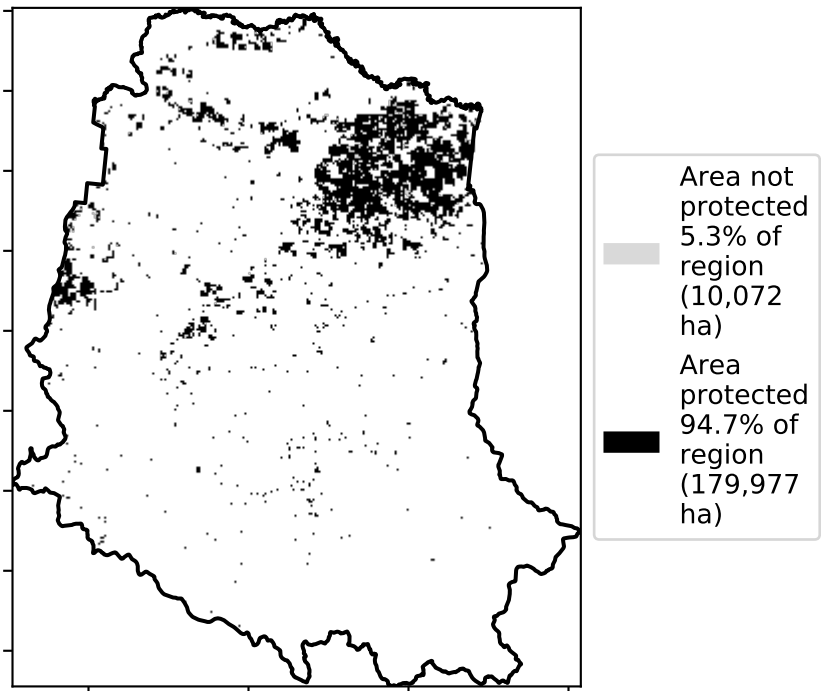 Area not
protected
5.3% of
region
(10,072
ha)
Area
protected
94.7% of
region
(179,977
ha)